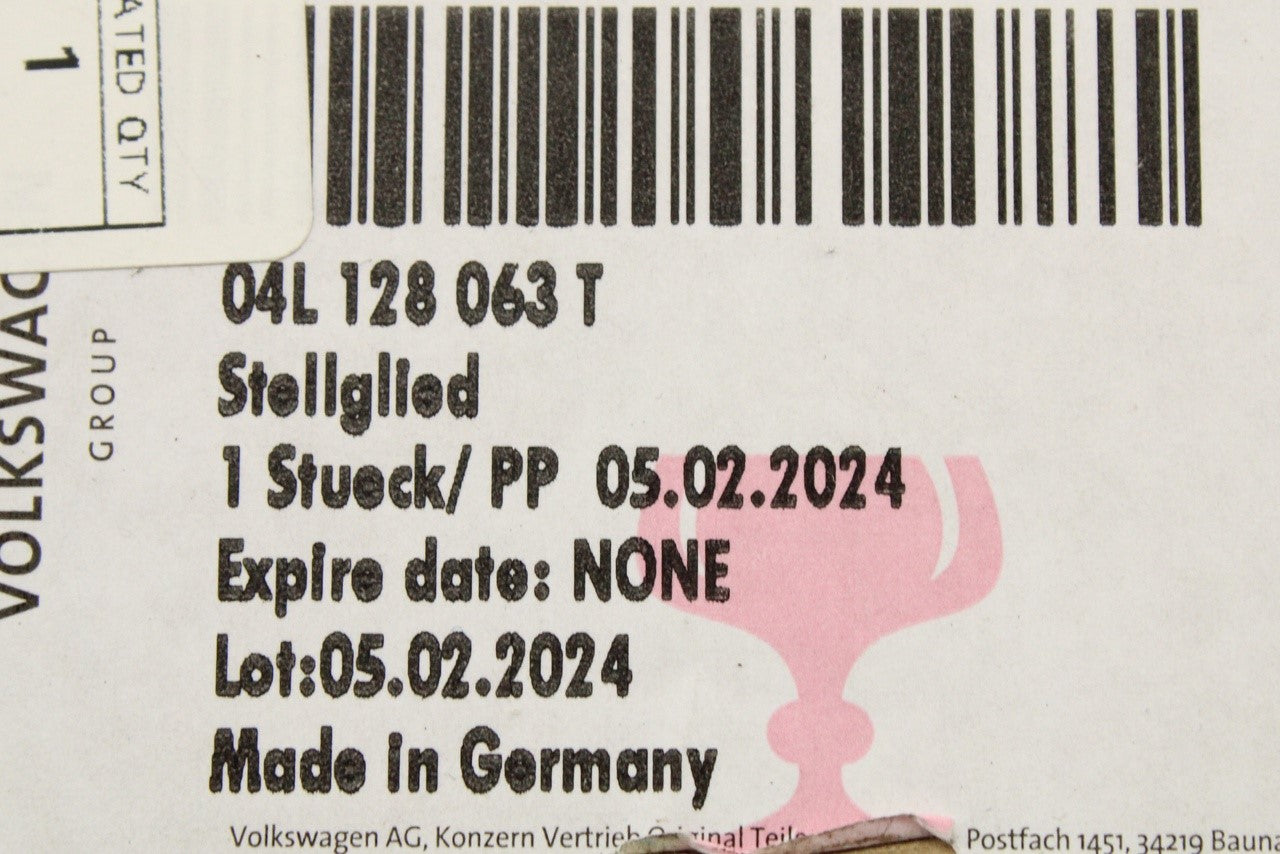 1
ATED QTY
VOLKSWAG
GROUP
04L 128 063 T
Stellglied
1 Stueck/ PP 05.02.2024
Expire date: NONE
Lot:05.02.2024
Made in Germany
Volkswagen AG, Konzern Vertrieb Original Teile Postfach 1451, 34219 Bauna